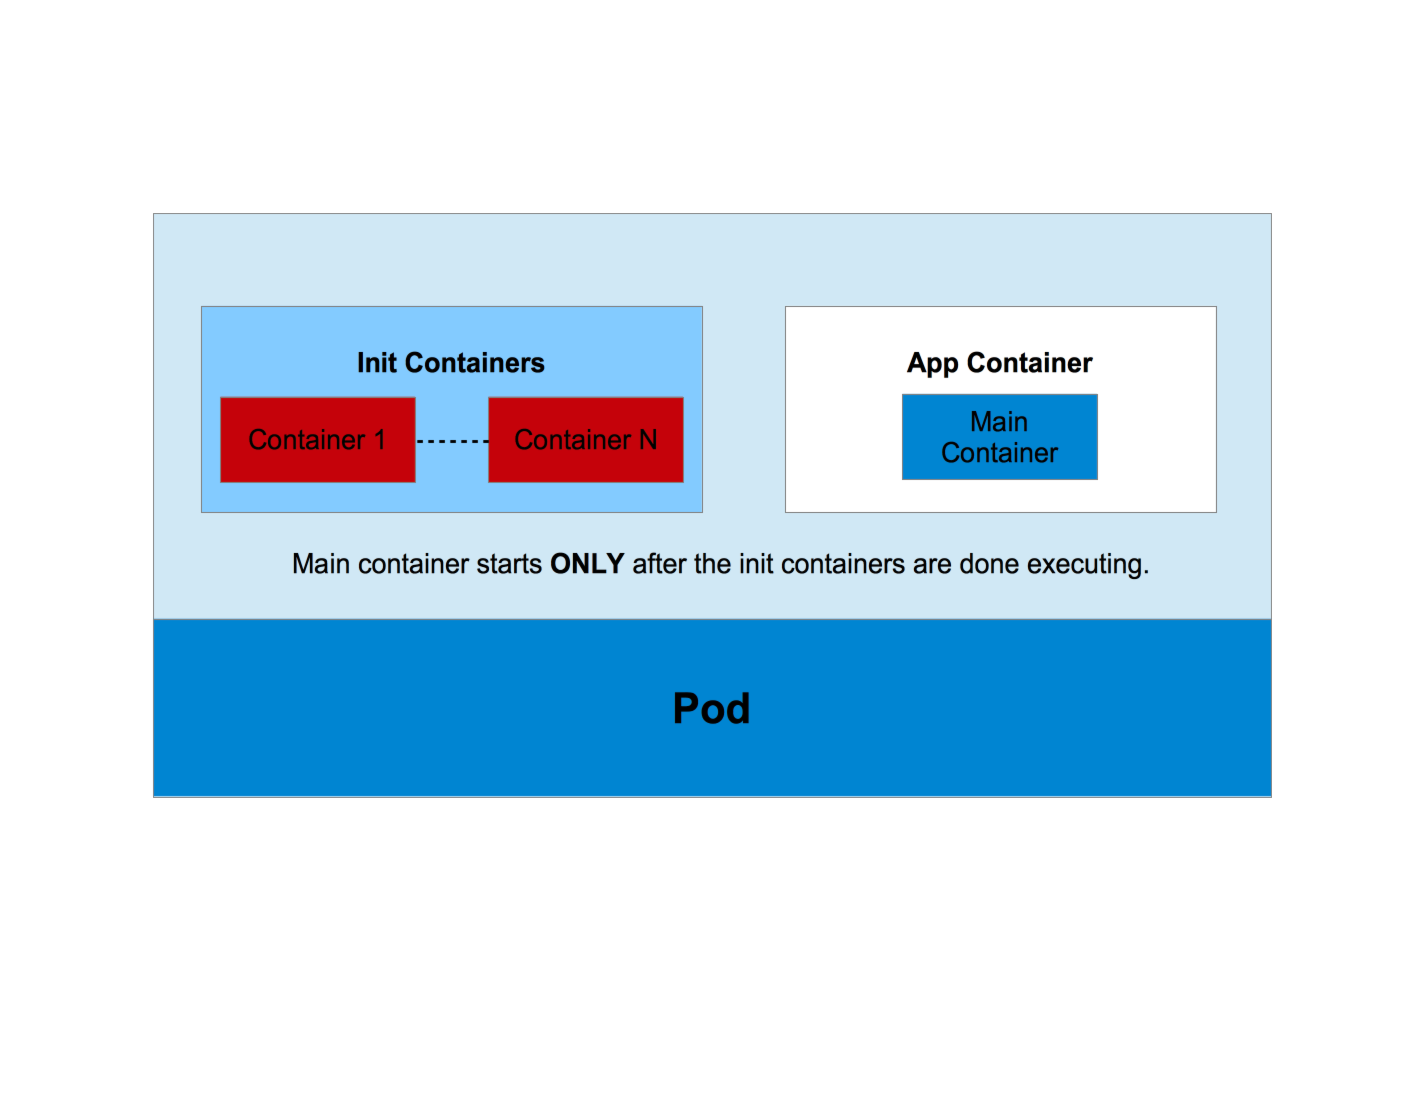 Init Containers
Container 1
Container N
App Container
Main
Container
Main container starts ONLY after the init containers are done executing.
Pod